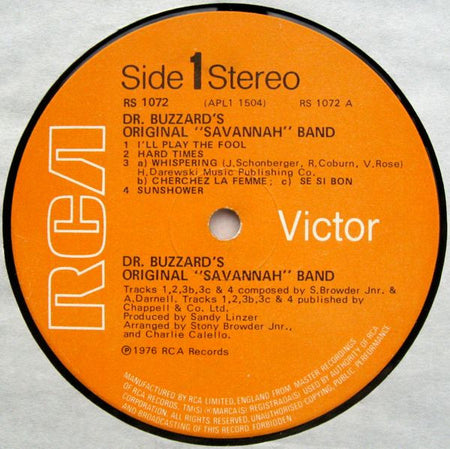 Side 1 Stereo
RS 1072 (APL1 1504) RS 1072 A
DR. BUZZARD'S
ORIGINAL "SAVANNAH" BAND
1 I'LL PLAY THE FOOL
2 HARD TIMES
3 a) WHISPERING (J.Schonberger, R,Coburn, V,Rose)
H,Darewski Music Publishing Co.
b) CHERCHEZ LA FEMME; c) SE SI BON
4 SUNSHOWER
RCA
Victor
DR. BUZZARD'S
ORIGINAL "SAVANNAH" BAND
Tracks 1,2,3b,3c & 4 composed by S.Browder Jnr. &
A,Darnell. Tracks 1,2,3b,3c & 4 published by
Chappell & Co. Ltd.
Produced by Sandy Linzer
Arranged by Stony Browder Jnr.,
and Charlie Calello.
Ⓟ1976 RCA Records
MANUFACTURED BY RCA LIMITED, ENGLAND FROM MASTER RECORDINGS
OF RCA RECORDS. TM(S) ® MARCA(S) REGISTRADA(S) USED BY AUTHORITY OF RCA
CORPORATION. ALL RIGHTS RESERVED. UNAUTHORISED COPYING, PUBLIC PERFORMANCE
AND BROADCASTING OF THIS RECORD FORBIDDEN.